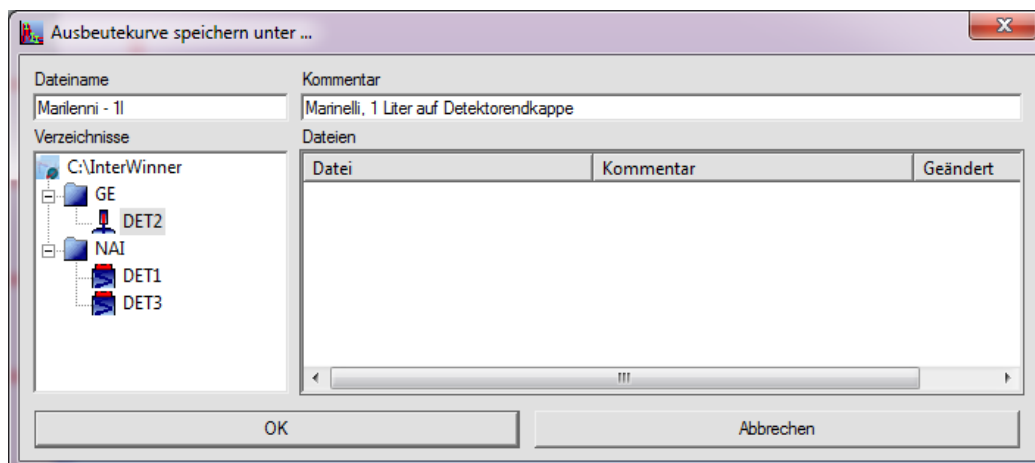 Ausbeutekurve speichern unter ...
Dateiname
Kommentar
Marilenni - 1l
Marinelli, 1 Liter auf Detektorendkappe
Verzeichnisse
Dateien
C:\InterWinner
GE
DET2
NAI
DET1
DET3
Datei Kommentar Geändert
OK
Abbrechen